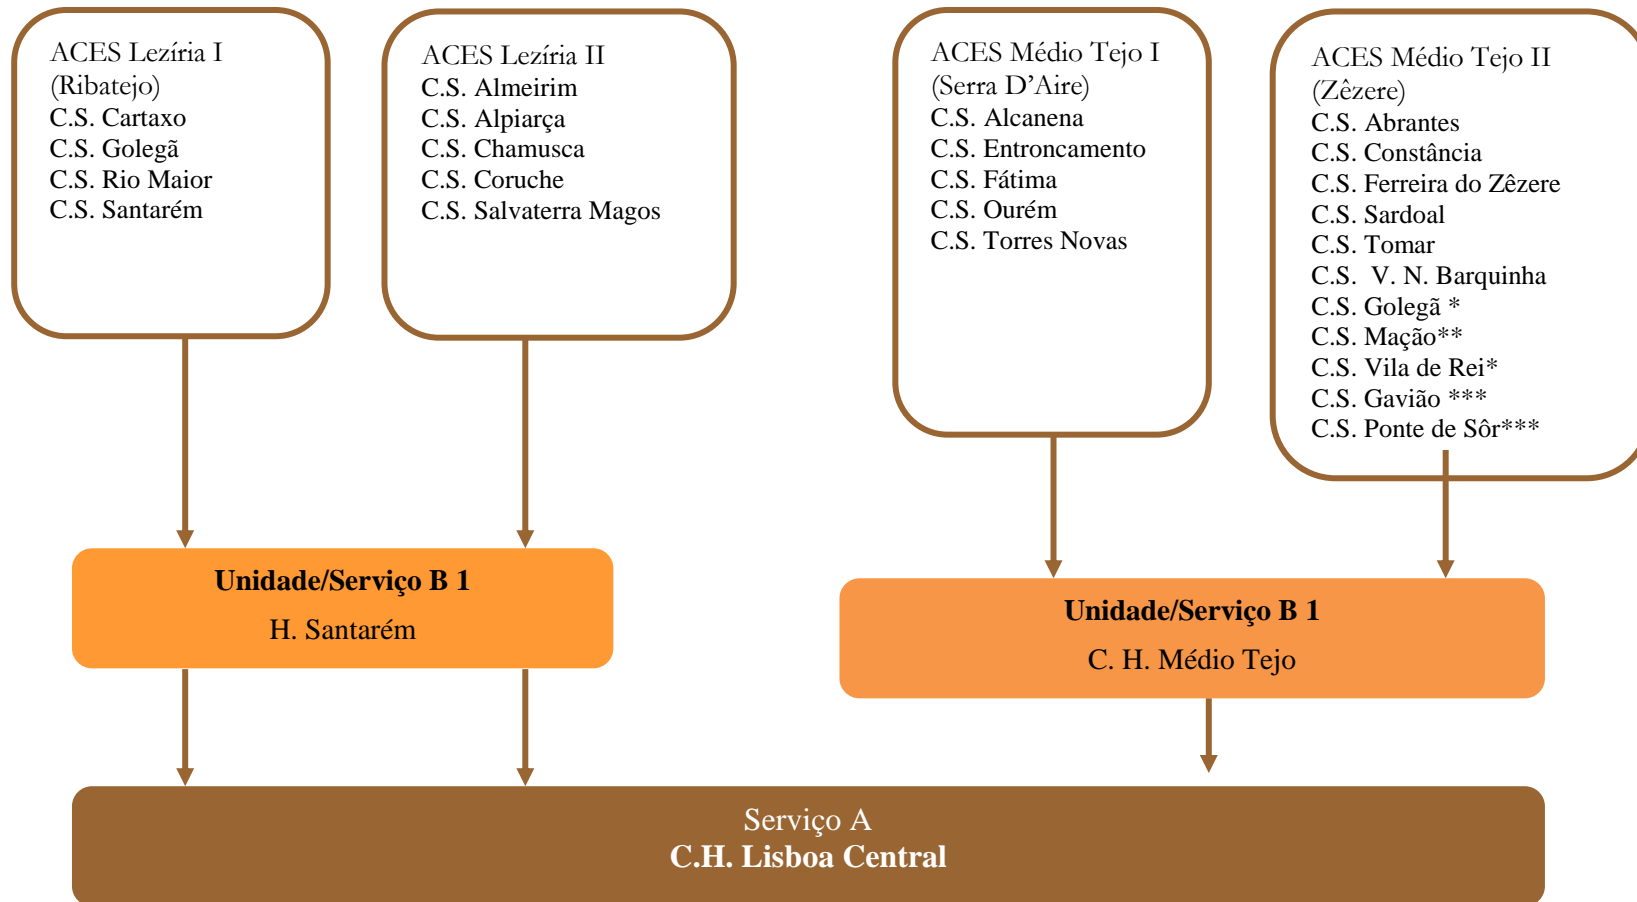 ACES Lezíria I
(Ribatejo)
C.S. Cartaxo
C.S. Golegã
C.S. Rio Maior
C.S. Santarém
ACES Lezíria II
C.S. Almeirim
C.S. Alpiarça
C.S. Chamusca
C.S. Coruche
C.S. Salvaterra Magos
ACES Médio Tejo I
(Serra D'Aire)
C.S. Alcanena
C.S. Entroncamento
C.S. Fátima
C.S. Ourém
C.S. Torres Novas
ACES Médio Tejo II
(Zêzere)
C.S. Abrantes
C.S. Constância
C.S. Ferreira do Zêzere
C.S. Sardoal
C.S. Tomar
C.S. V. N. Barquinha
C.S. Golegã *
C.S. Mação**
C.S. Vila de Rei*
C.S. Gavião ***
C.S. Ponte de Sôr***
Unidade/Serviço B 1
H. Santarém
Unidade/Serviço B 1
C. H. Médio Tejo
Serviço A
C.H. Lisboa Central